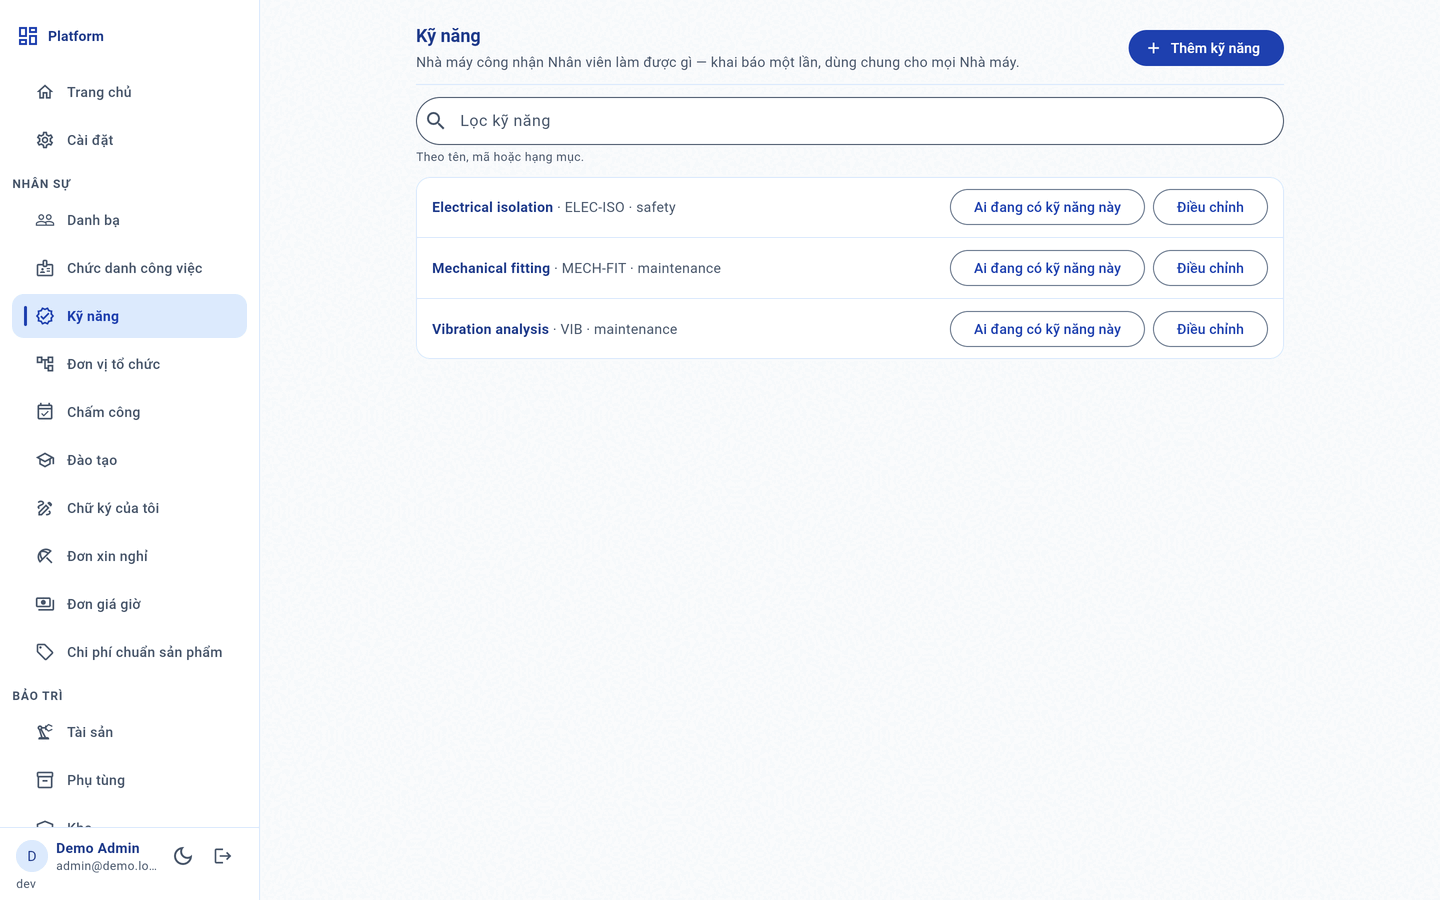 Platform
Trang chủ
Cài đặt
NHÂN SỰ
Danh bạ
Chức danh công việc
Kỹ năng
Đơn vị tổ chức
Chấm công
Đào tạo
Chữ ký của tôi
Đơn xin nghỉ
Đơn giá giờ
Chi phí chuẩn sản phẩm
BẢO TRÌ
Tài sản
Phụ tùng
Kho
D
Demo Admin
admin@demo.lo...
dev
Kỹ năng
Nhà máy công nhận Nhân viên làm được gì — khai báo một lần, dùng chung cho mọi Nhà máy.
Thêm kỹ năng
Lọc kỹ năng
Theo tên, mã hoặc hạng mục.
Electrical isolation · ELEC-ISO · safety
Ai đang có kỹ năng này
Điều chỉnh
Mechanical fitting · MECH-FIT · maintenance
Ai đang có kỹ năng này
Điều chỉnh
Vibration analysis · VIB · maintenance
Ai đang có kỹ năng này
Điều chỉnh